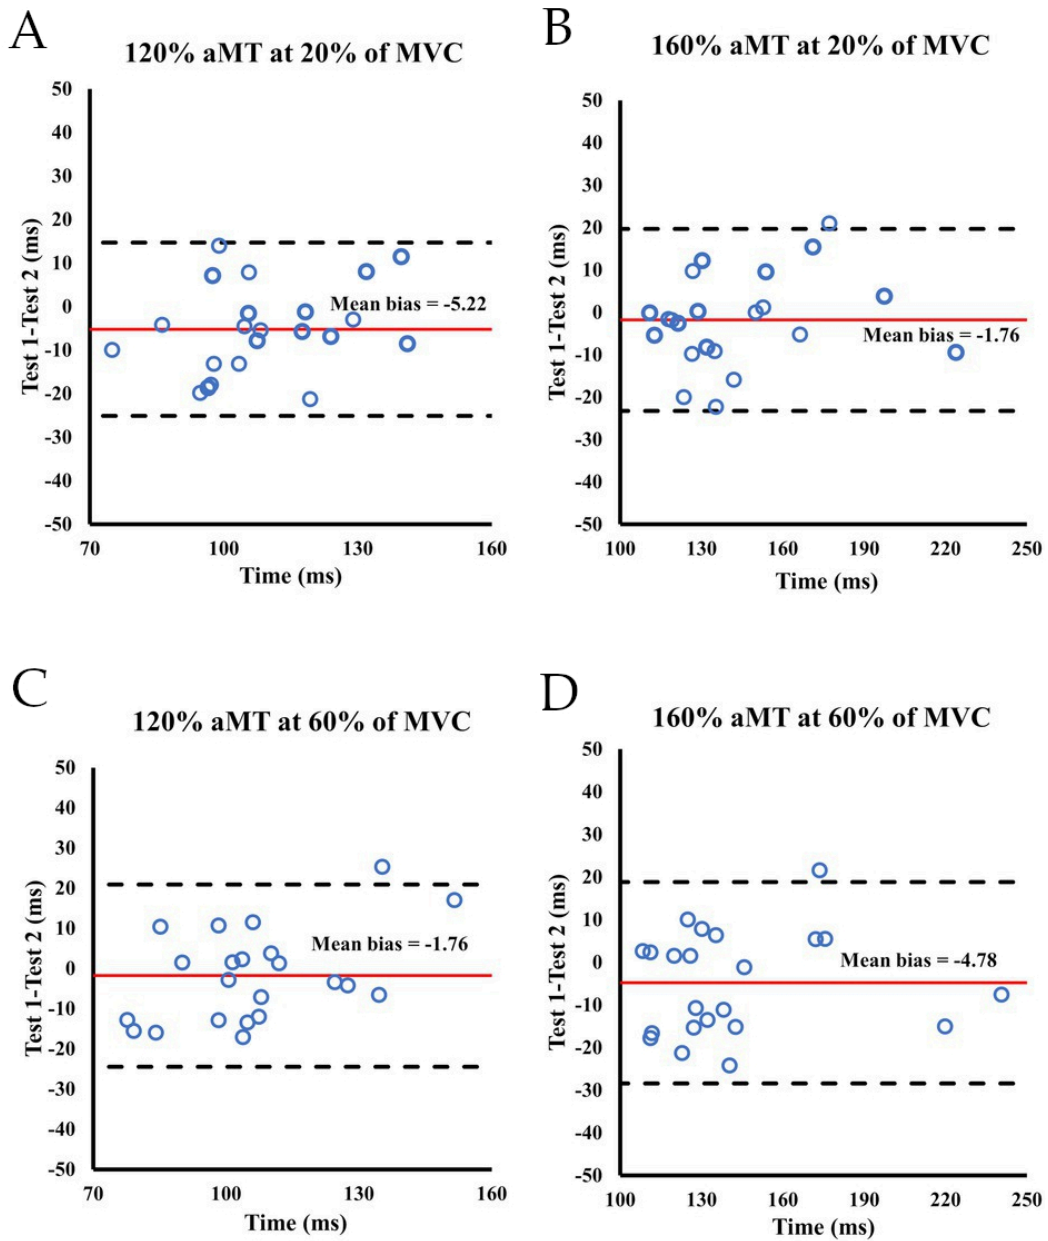 A
120% aMT at 20% of MVC
50
40
30
20
10
0
-10
-20
-30
-40
-50
Test 1-Test 2 (ms)
Mean bias = -5.22
70 100 130 160
Time (ms)
B
160% aMT at 20% of MVC
50
40
30
20
10
0
-10
-20
-30
-40
-50
Test 1-Test 2 (ms)
Mean bias = -1.76
100 130 160 190 220 250
Time (ms)
C
120% aMT at 60% of MVC
50
40
30
20
10
0
-10
-20
-30
-40
-50
Test 1-Test 2 (ms)
Mean bias = -1.76
70 100 130 160
Time (ms)
D
160% aMT at 60% of MVC
50
40
30
20
10
0
-10
-20
-30
-40
-50
Test 1-Test 2 (ms)
Mean bias = -4.78
100 130 160 190 220 250
Time (ms)